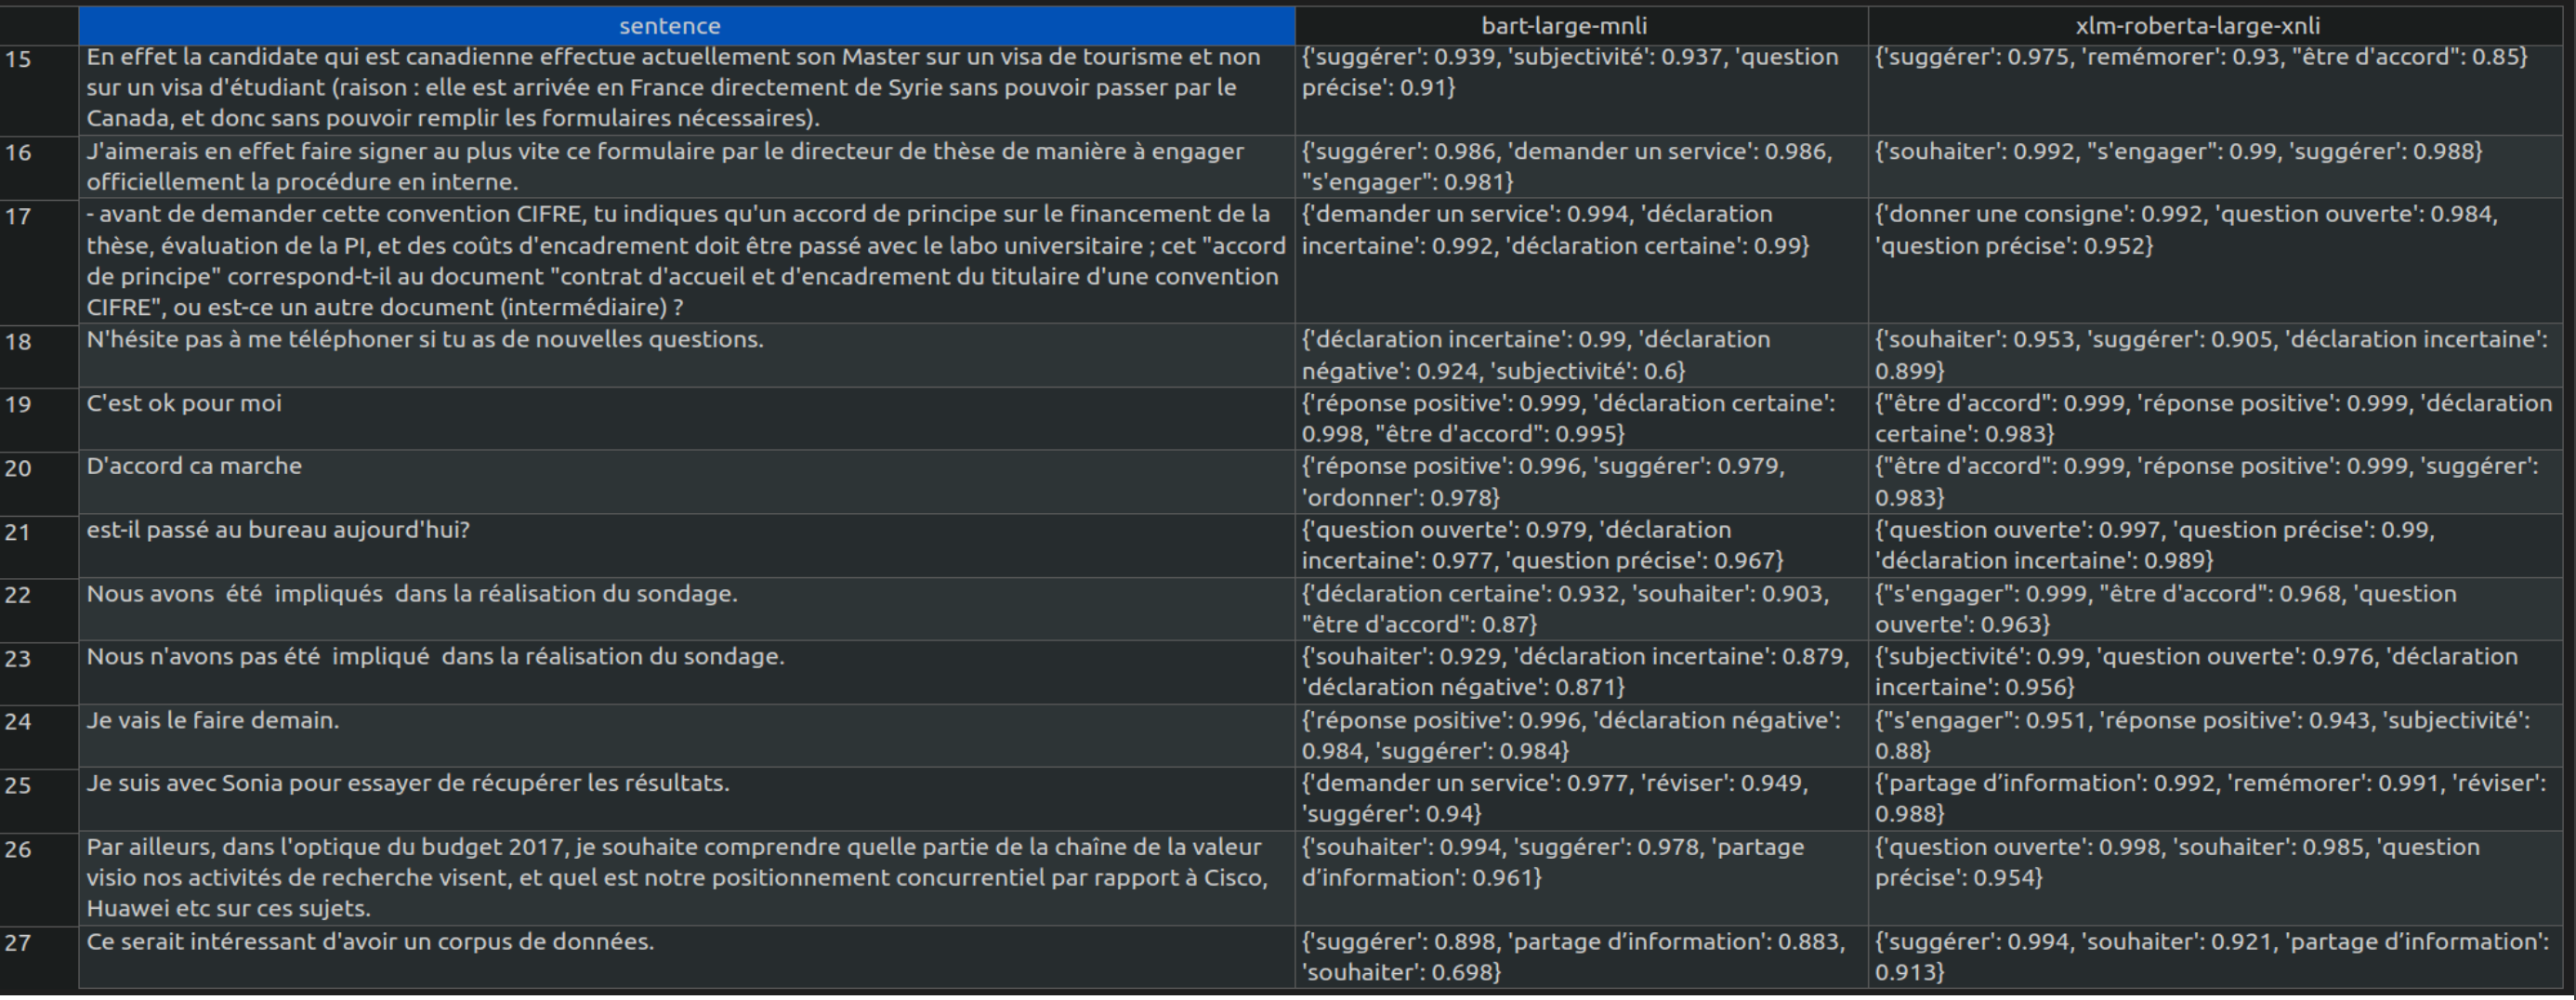 sentence
bart-large-mnli
xlm-roberta-large-xnli
15
En effet la candidate qui est canadienne effectue actuellement son Master sur un visa de tourisme et non
sur un visa d'étudiant (raison : elle est arrivée en France directement de Syrie sans pouvoir passer par le
Canada, et donc sans pouvoir remplir les formulaires nécessaires).
{'suggérer': 0.939, 'subjectivité': 0.937, 'question
précise': 0.91}
{'suggérer': 0.975, 'remémorer': 0.93, "être d'accord": 0.85}
16
J'aimerais en effet faire signer au plus vite ce formulaire par le directeur de thèse de manière à engager
officiellement la procédure en interne.
{'suggérer': 0.986, 'demander un service': 0.986,
"s'engager": 0.981}
{'souhaiter': 0.992, "s'engager": 0.99, 'suggérer': 0.988}
17
- avant de demander cette convention CIFRE, tu indiques qu'un accord de principe sur le financement de la
thèse, évaluation de la PI, et des coûts d'encadrement doit être passé avec le labo universitaire ; cet "accord
de principe" correspond-t-il au document "contrat d'accueil et d'encadrement du titulaire d'une convention
CIFRE", ou est-ce un autre document (intermédiaire) ?
{'demander un service': 0.994, 'déclaration
incertaine': 0.992, 'déclaration certaine': 0.99}
{'donner une consigne': 0.992, 'question ouverte': 0.984,
'question précise': 0.952}
18
N'hésite pas à me téléphoner si tu as de nouvelles questions.
{'déclaration incertaine': 0.99, 'déclaration
négative': 0.924, 'subjectivité': 0.6}
{'souhaiter': 0.953, 'suggérer': 0.905, 'déclaration incertaine':
0.899}
19
C'est ok pour moi
{'réponse positive': 0.999, 'déclaration certaine':
0.998, "être d'accord": 0.995}
{"être d'accord": 0.999, 'réponse positive': 0.999, 'déclaration
certaine': 0.983}
20
D'accord ca marche
{'réponse positive': 0.996, 'suggérer': 0.979,
'ordonner': 0.978}
{"être d'accord": 0.999, 'réponse positive': 0.999, 'suggérer':
0.983}
21
est-il passé au bureau aujourd'hui?
{'question ouverte': 0.979, 'déclaration
incertaine': 0.977, 'question précise': 0.967}
{'question ouverte': 0.997, 'question précise': 0.99,
'déclaration incertaine': 0.989}
22
Nous avons  été  impliqués  dans la réalisation du sondage.
{'déclaration certaine': 0.932, 'souhaiter': 0.903,
"être d'accord": 0.87}
{"s'engager": 0.999, "être d'accord": 0.968, 'question
ouverte': 0.963}
23
Nous n'avons pas été  impliqué  dans la réalisation du sondage.
{'souhaiter': 0.929, 'déclaration incertaine': 0.879,
'déclaration négative': 0.871}
{'subjectivité': 0.99, 'question ouverte': 0.976, 'déclaration
incertaine': 0.956}
24
Je vais le faire demain.
{'réponse positive': 0.996, 'déclaration négative':
0.984, 'suggérer': 0.984}
{"s'engager": 0.951, 'réponse positive': 0.943, 'subjectivité':
0.88}
25
Je suis avec Sonia pour essayer de récupérer les résultats.
{'demander un service': 0.977, 'réviser': 0.949,
'suggérer': 0.94}
{'partage d’information': 0.992, 'remémorer': 0.991, 'réviser':
0.988}
26
Par ailleurs, dans l'optique du budget 2017, je souhaite comprendre quelle partie de la chaîne de la valeur
visio nos activités de recherche visent, et quel est notre positionnement concurrentiel par rapport à Cisco,
Huawei etc sur ces sujets.
{'souhaiter': 0.994, 'suggérer': 0.978, 'partage
d’information': 0.961}
{'question ouverte': 0.998, 'souhaiter': 0.985, 'question
précise': 0.954}
27
Ce serait intéressant d'avoir un corpus de données.
{'suggérer': 0.898, 'partage d’information': 0.883,
'souhaiter': 0.698}
{'suggérer': 0.994, 'souhaiter': 0.921, 'partage d’information':
0.913}